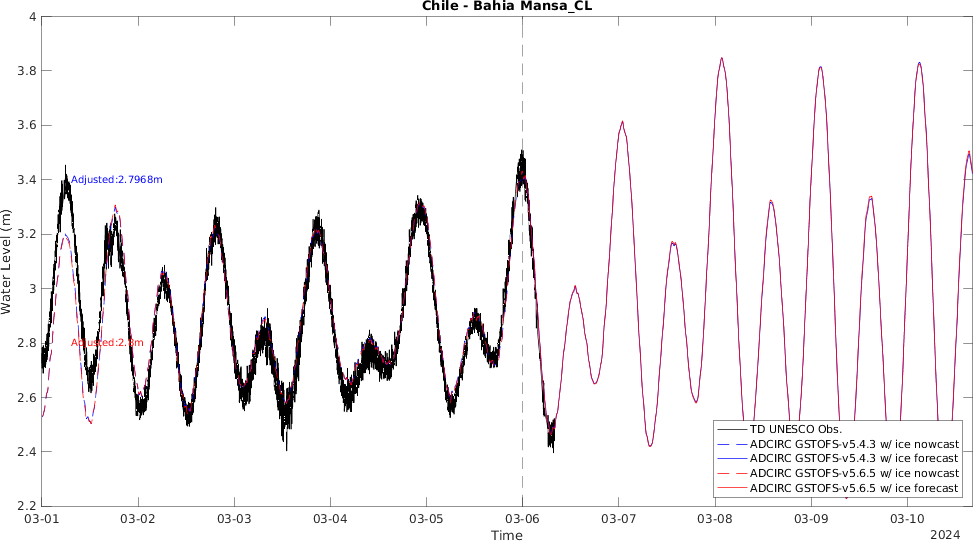 Chile - Bahia Mansa_CL
Water Level (m)
4
3.8
3.6
3.4
3.2
3
2.8
2.6
2.4
2.2
Adjusted:2.7968m
Adjusted:2.8m
TD UNESCO Obs.
ADCIRC GSTOFS-v5.4.3 w/ ice nowcast
ADCIRC GSTOFS-v5.4.3 w/ ice forecast
ADCIRC GSTOFS-v5.6.5 w/ ice nowcast
ADCIRC GSTOFS-v5.6.5 w/ ice forecast
03-01 03-02 03-03 03-04 03-05 03-06 03-07 03-08 03-09 03-10
Time
2024